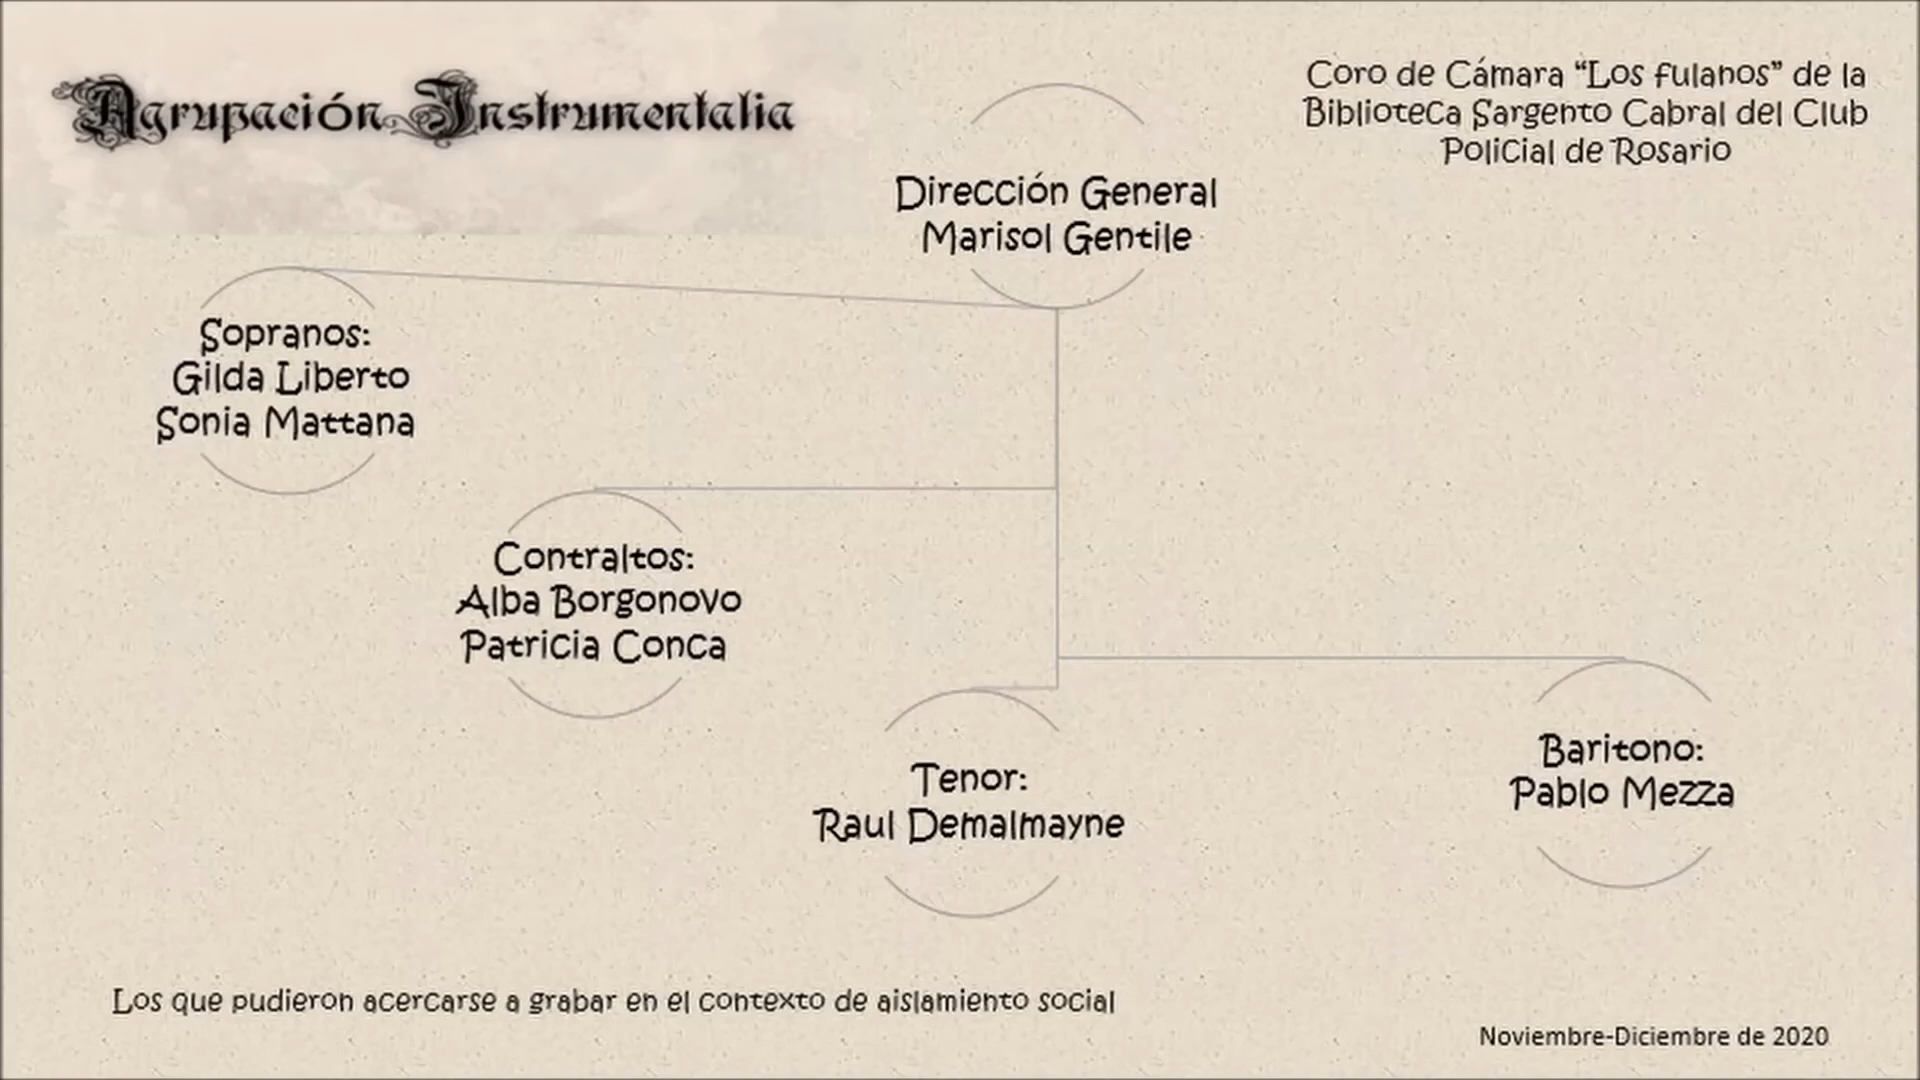 Agrupación Instrumentalia
Coro de Cámara “Los fulanos” de la
Biblioteca Sargento Cabral del Club
Policial de Rosario
Dirección General
Marisol Gentile
Sopranos:
Gilda Liberto
Sonia Mattana
Contraltos:
Alba Borgonovo
Patricia Conca
Tenor:
Raul Demalmayne
Baritono:
Pablo Mezza
Los que pudieron acercarse a grabar en el contexto de aislamiento social
Noviembre-Diciembre de 2020